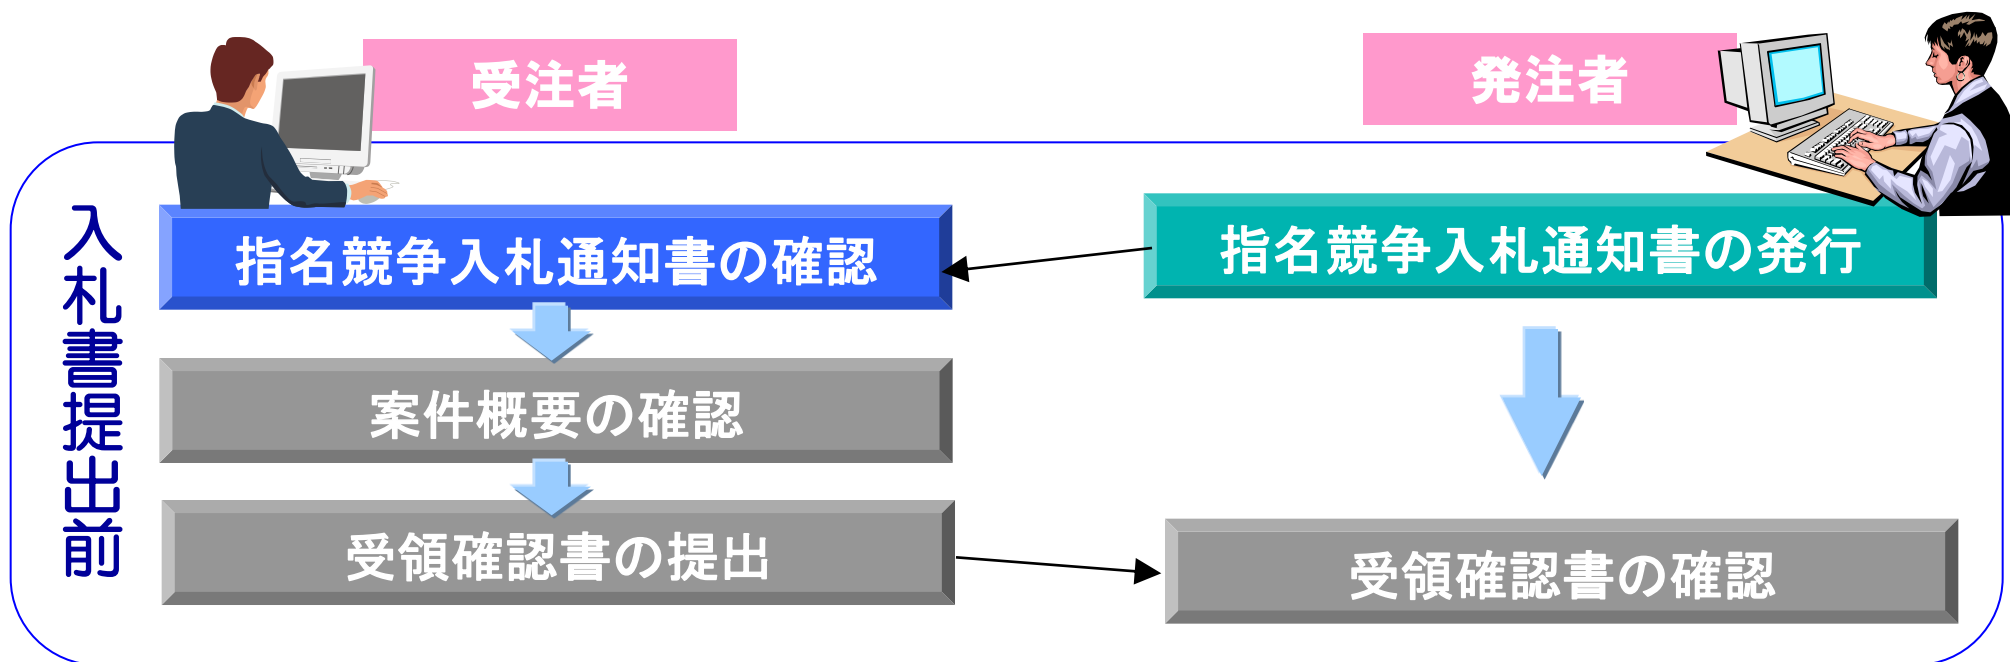 受注者
発注者
入札書提出前
指名競争入札通知書の確認
指名競争入札通知書の発行
案件概要の確認
受領確認書の提出
受領確認書の確認